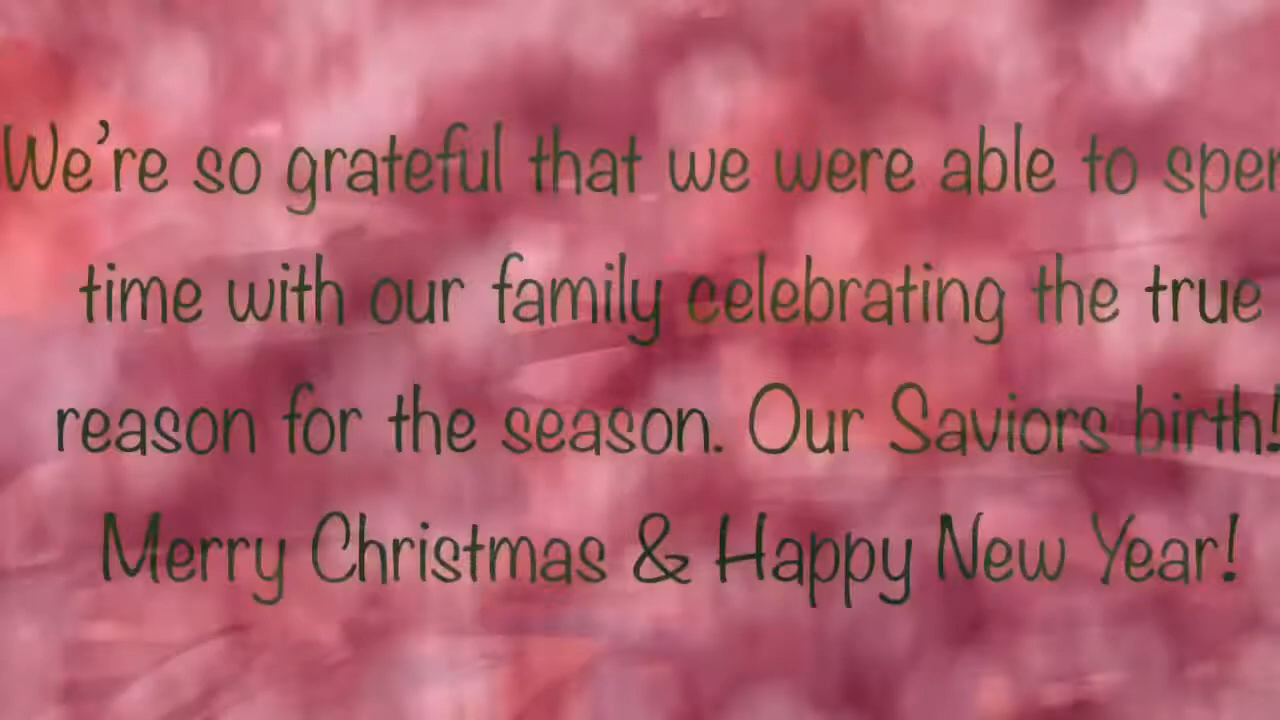 We're so grateful that we were able to spen
time with our family celebrating the true
reason for the season. Our Saviors birth!
Merry Christmas & Happy New Year!